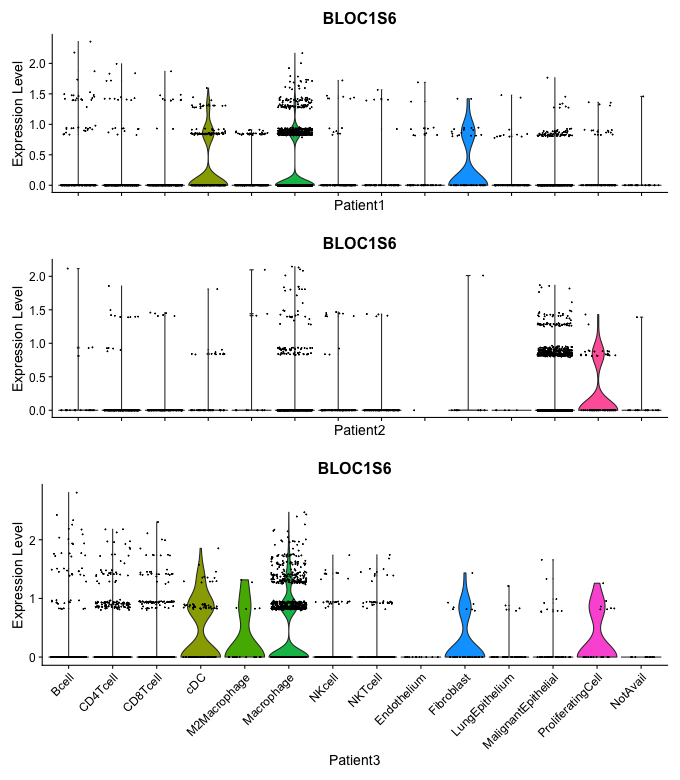 BLOC1S6
Expression Level
2.0
1.5
1.0
0.5
0.0
Patient1
BLOC1S6
Expression Level
2.0
1.5
1.0
0.5
0.0
Patient2
BLOC1S6
Expression Level
2
1
0
Bcell
CD4Tcell
CD8Tcell
cDC
M2Macrophage
Macrophage
NKcell
NKTcell
Endothelium
Fibroblast
LungEpithelium
MalignantEpithelial
ProliferatingCell
NotAvail
Patient3